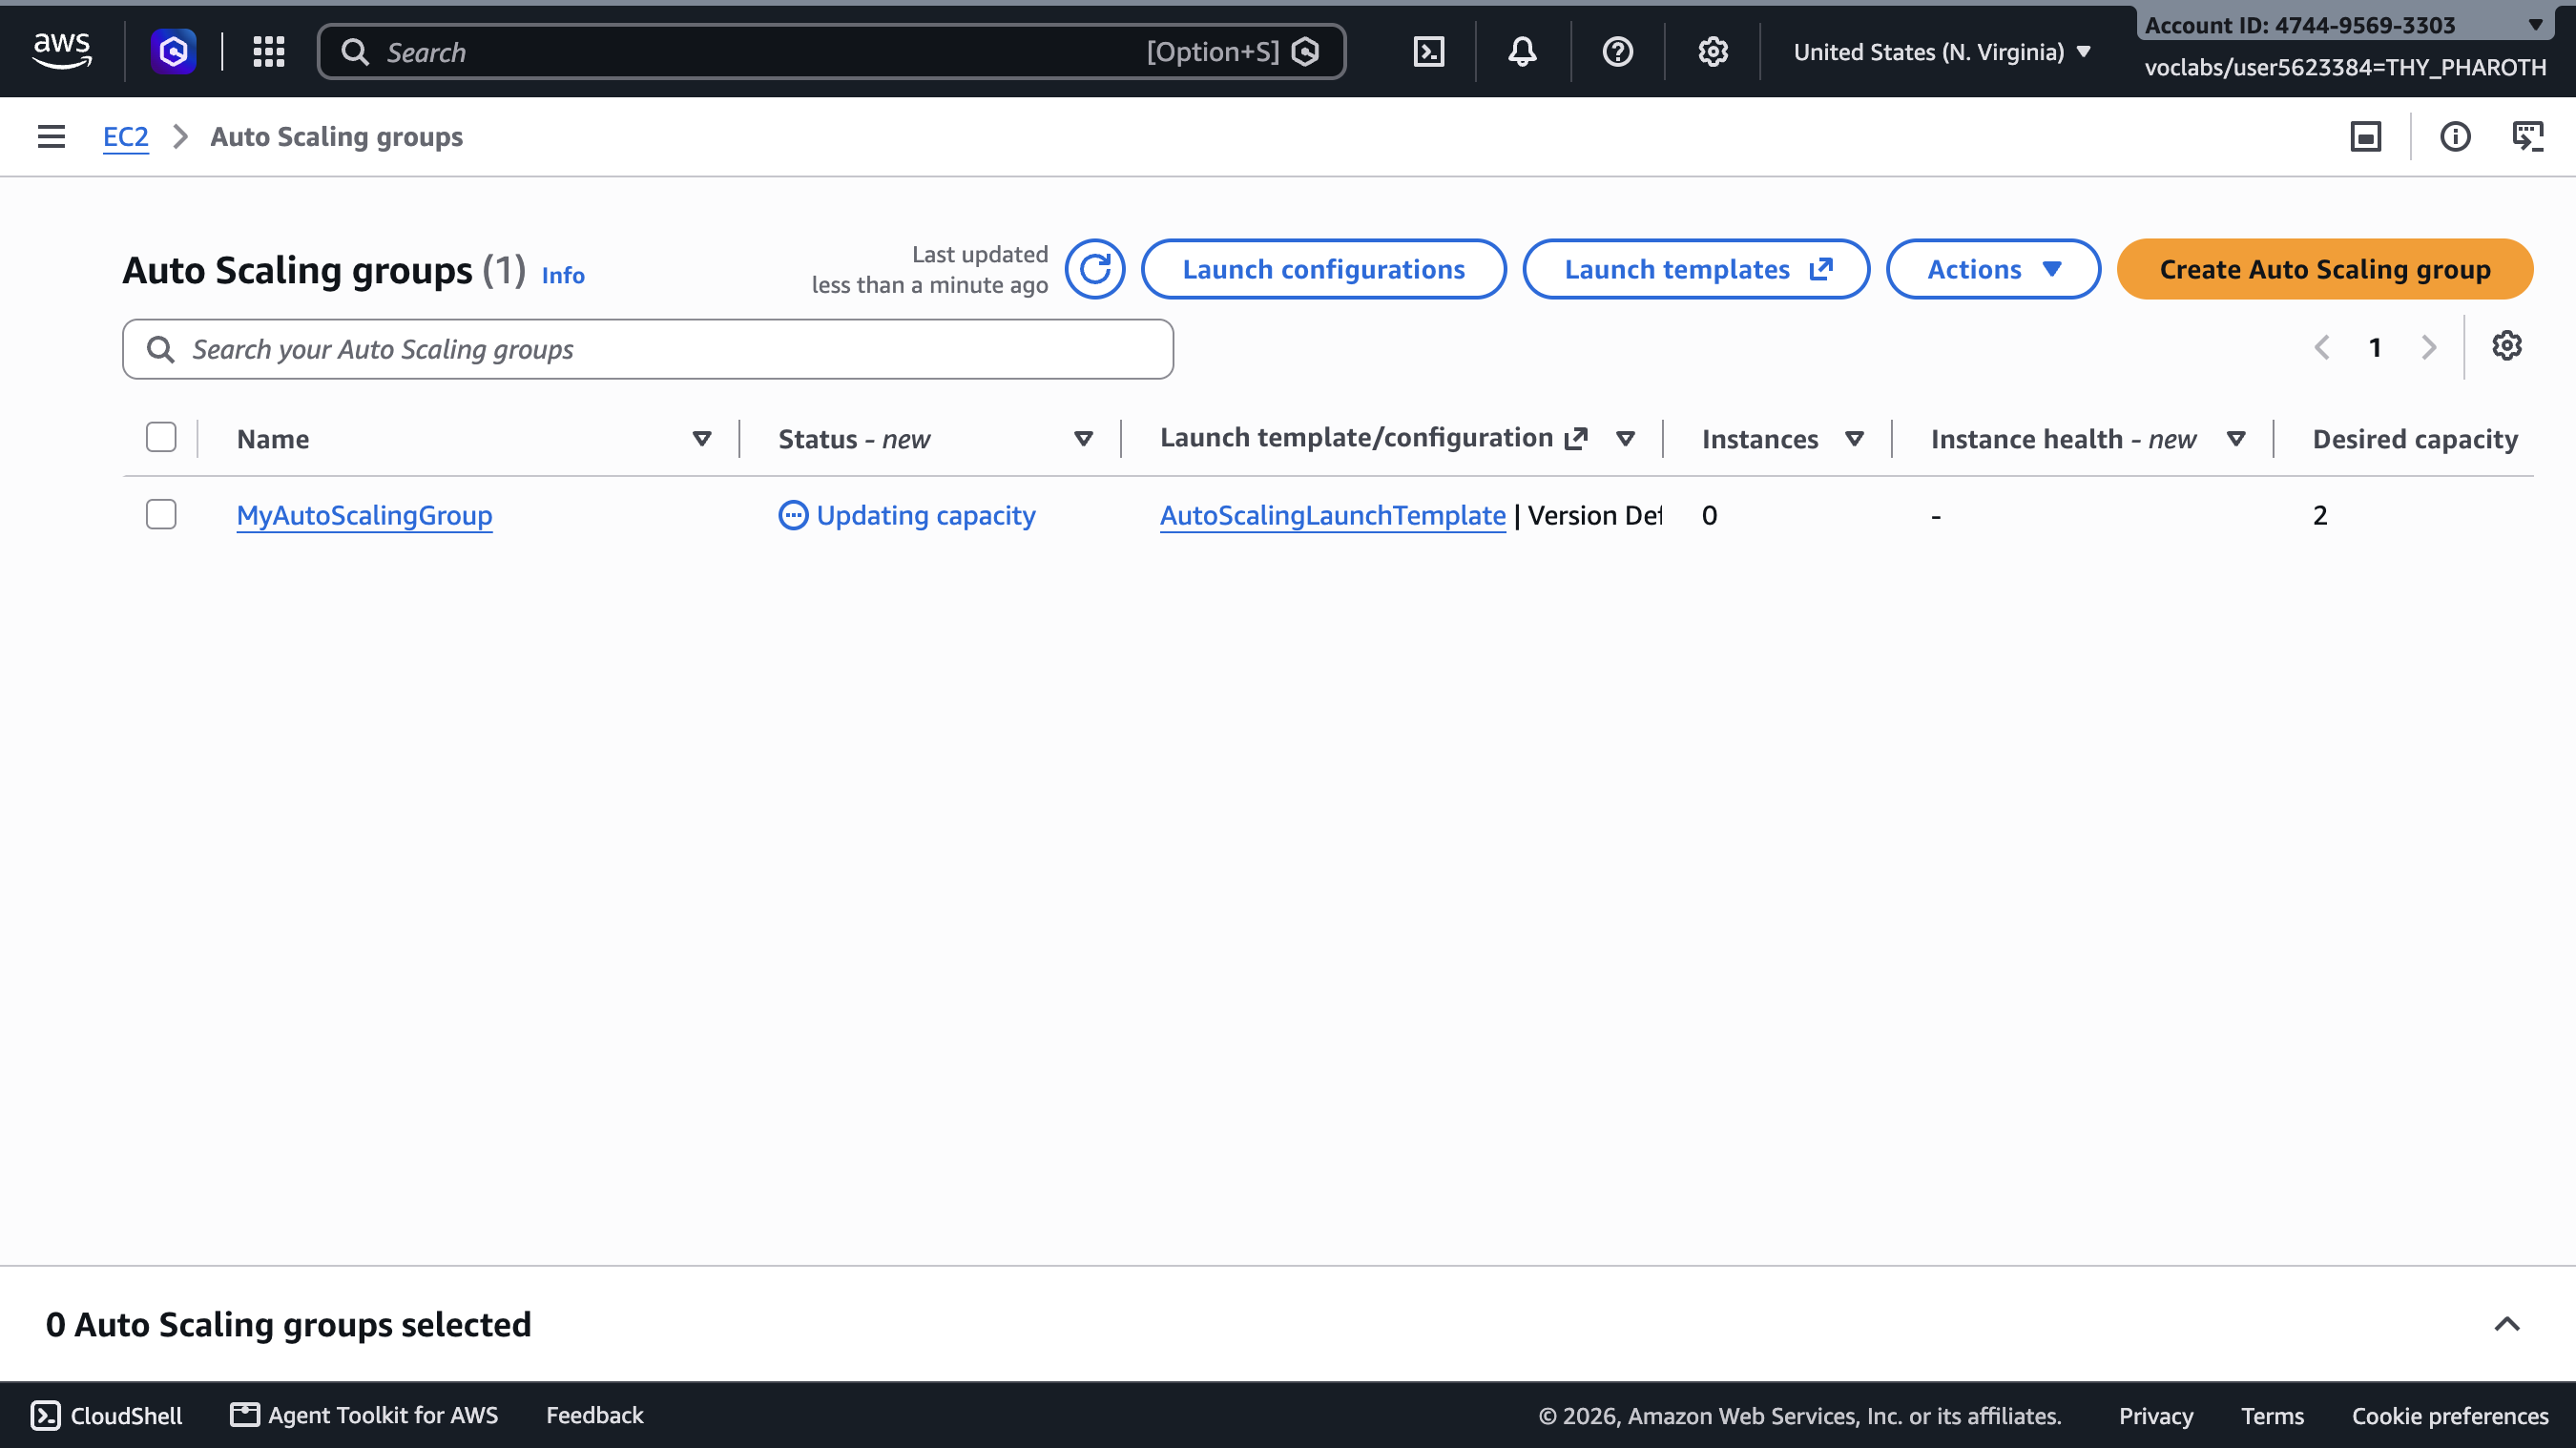 aws
Search [Option+S]
United States (N. Virginia)
Account ID: 4744-9569-3303
voclabs/user5623384=THY_PHAROTH
EC2 Auto Scaling groups
Auto Scaling groups (1) Info
Last updated
less than a minute ago
Launch configurations
Launch templates
Actions
Create Auto Scaling group
Search your Auto Scaling groups
1
Name Status - new Launch template/configuration Instances Instance health - new Desired capacity
MyAutoScalingGroup Updating capacity AutoScalingLaunchTemplate | Version Def 0 - 2
0 Auto Scaling groups selected
CloudShell Agent Toolkit for AWS Feedback © 2026, Amazon Web Services, Inc. or its affiliates. Privacy Terms Cookie preferences